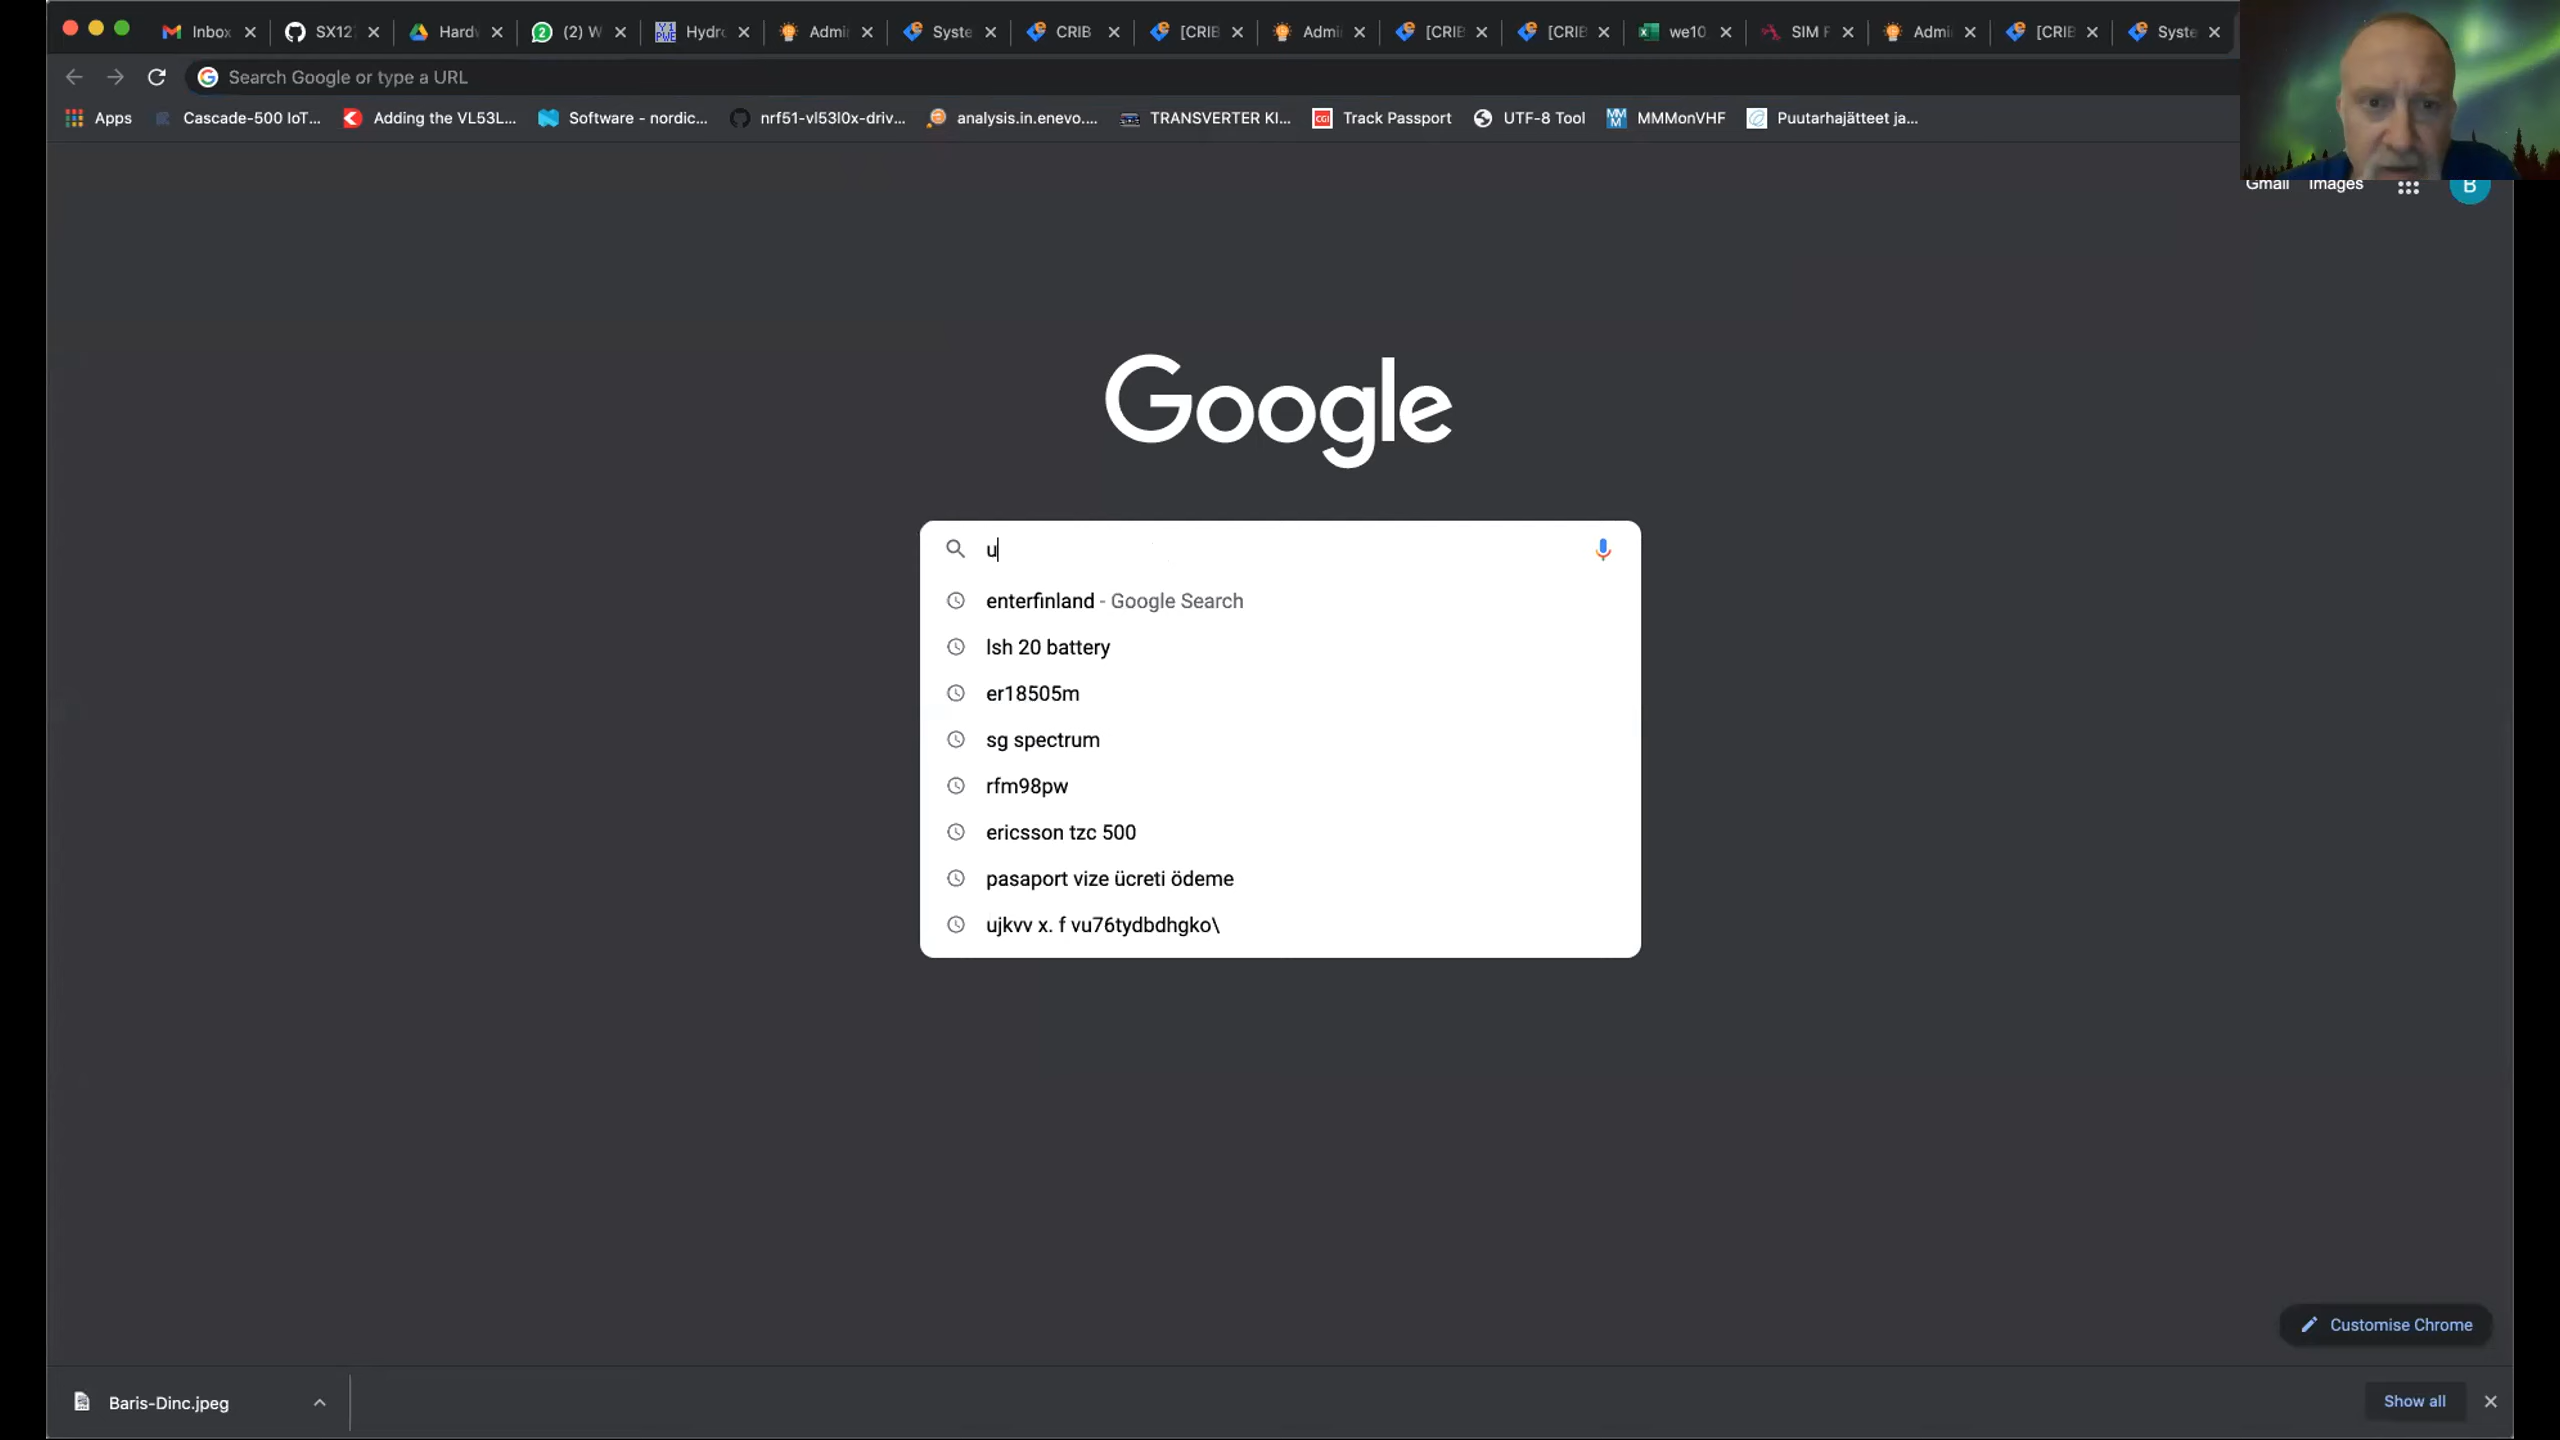 Inbox
SX12
Hardv
(2) W
Hydro
Admi
Syste
CRIB
[CRIB
Admi
[CRIB
[CRIB
we10
SIM F
Admi
[CRIB
Syste
Search Google or type a URL
Apps
Cascade-500 IoT...
Adding the VL53L...
Software - nordic...
nrf51-vl53l0x-driv...
analysis.in.enevo....
TRANSVERTER KI...
Track Passport
UTF-8 Tool
MMMonVHF
Puutarhajätteet ja...
Gmail
Images
B
Google
u
enterfinland - Google Search
lsh 20 battery
er18505m
sg spectrum
rfm98pw
ericsson tzc 500
pasaport vize ücreti ödeme
ujkvv x. f vu76tydbdhgko\
Customise Chrome
Baris-Dinc.jpeg
Show all